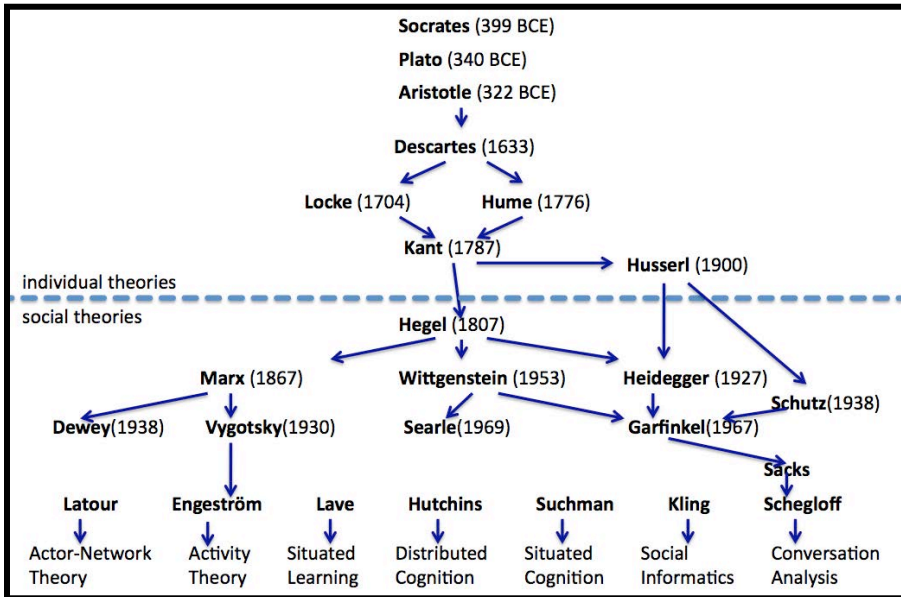 Socrates (399 BCE)
Plato (340 BCE)
Aristotle (322 BCE)
Descartes (1633)
Locke (1704) Hume (1776)
Kant (1787)
Husserl (1900)
individual theories
social theories
Hegel (1807)
Marx (1867) Wittgenstein (1953) Heidegger (1927)
Schutz (1938)
Dewey(1938) Vygotsky(1930) Searle(1969) Garfinkel(1967)
Sacks
Latour Engeström Lave Hutchins Suchman Kling Schegloff
Actor-Network Activity Situated Distributed Situated Social Conversation
Theory Theory Learning Cognition Cognition Informatics Analysis